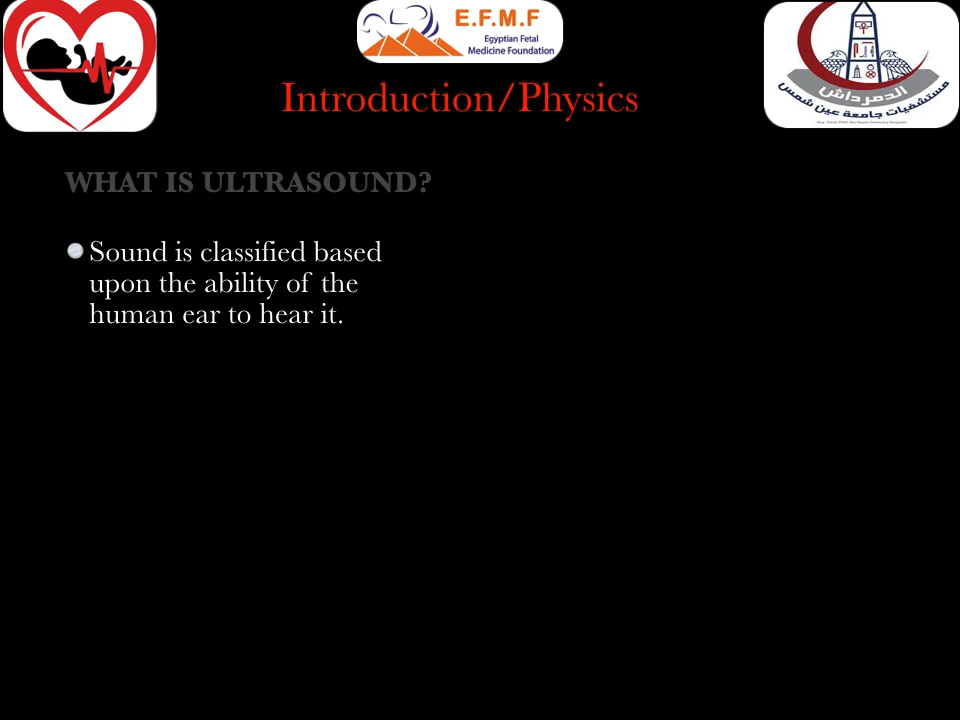 E.F.M.F
Egyptian Fetal
Medicine Foundation
Introduction/Physics
الدمرداش
مستشفيات جامعة عين شمس
WHAT IS ULTRASOUND?
Sound is classified based
upon the ability of the
human ear to hear it.